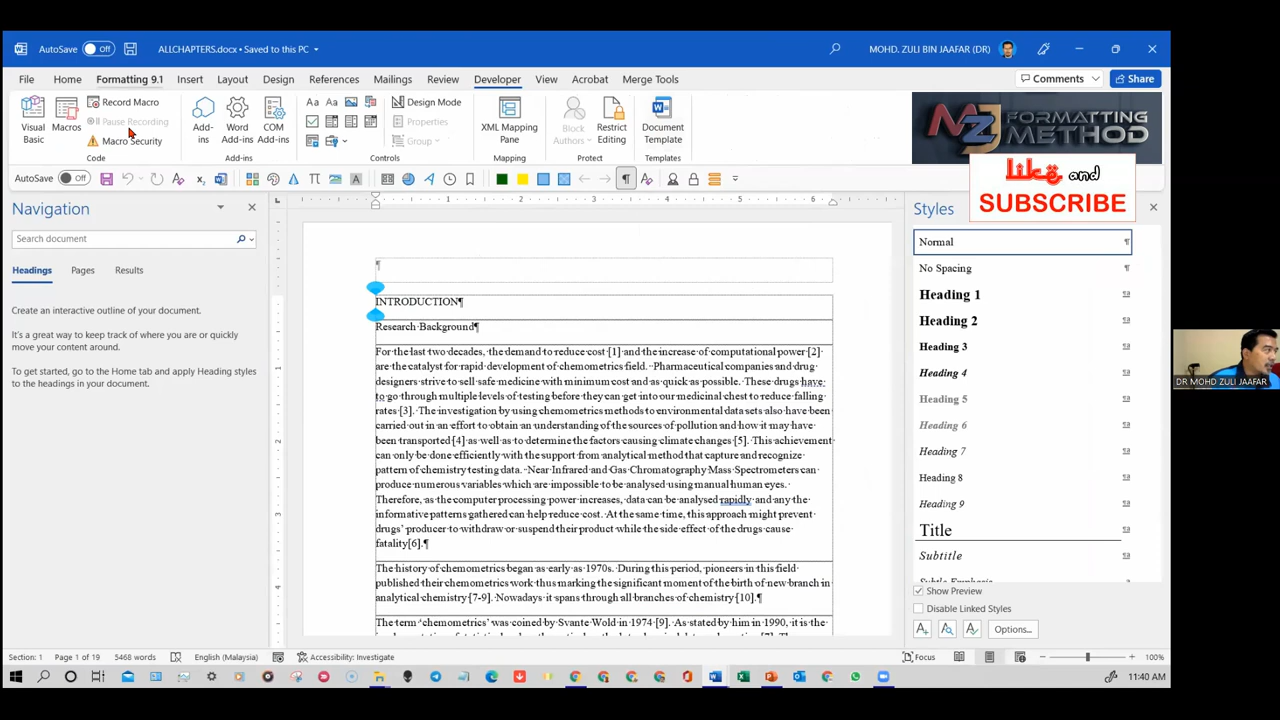 AutoSave Off ALLCHAPTERS.docx • Saved to this PC MOHD. ZULI BIN JAAFAR (DR)
File Home Formatting 9.1 Insert Layout Design References Mailings Review Developer View Acrobat Merge Tools Comments Share
Visual Basic
Macros
Record Macro
Pause Recording
Macro Security
Code
Add-ins
Word Add-ins
COM Add-ins
Add-ins
Design Mode
Properties
Group
Controls
XML Mapping Pane
Mapping
Block Authors
Restrict Editing
Protect
Document Template
Templates
MZJ FORMATTING METHOD
like and
SUBSCRIBE
AutoSave Off
Navigation
Search document
Headings Pages Results
Create an interactive outline of your document.
It's a great way to keep track of where you are or quickly
move your content around.
To get started, go to the Home tab and apply Heading styles
to the headings in your document.
INTRODUCTION¶
Research Background¶
For the last two decades, the demand to reduce cost [1] and the increase of computational power [2]
are the catalyst for rapid development of chemometrics field. Pharmaceutical companies and drug
designers strive to sell safe medicine with minimum cost and as quick as possible. These drugs have
to go through multiple levels of testing before they can get into our medicinal chest to reduce falling
rates [3]. The investigation by using chemometrics methods to environmental data sets also have been
carried out in an effort to obtain an understanding of the sources of pollution and how it may have
been transported [4] as well as to determine the factors causing climate changes [5]. This achievement
can only be done efficiently with the support from analytical method that capture and recognize
pattern of chemistry testing data. Near Infrared and Gas Chromatography Mass Spectrometers can
produce numerous variables which are impossible to be analysed using manual human eyes.
Therefore, as the computer processing power increases, data can be analysed rapidly and any the
informative patterns gathered can help reduce cost. At the same time, this approach might prevent
drugs' producer to withdraw or suspend their product while the side effect of the drugs cause
fatality[6].¶
The history of chemometrics began as early as 1970s. During this period, pioneers in this field
published their chemometrics work thus marking the significant moment of the birth of new branch in
analytical chemistry [7-9]. Nowadays it spans through all branches of chemistry [10].¶
The term 'chemometrics' was coined by Svante Wold in 1974 [9]. As stated by him in 1990, it is the
Styles
Normal
No Spacing
Heading 1
Heading 2
Heading 3
Heading 4
Heading 5
Heading 6
Heading 7
Heading 8
Heading 9
Title
Subtitle
Subtle Emphasis
Show Preview
Disable Linked Styles
Options...
DR MOHD ZULI JAAFAR
Section: 1 Page 1 of 19 5468 words English (Malaysia) Accessibility: Investigate Focus 100%
11:40 AM